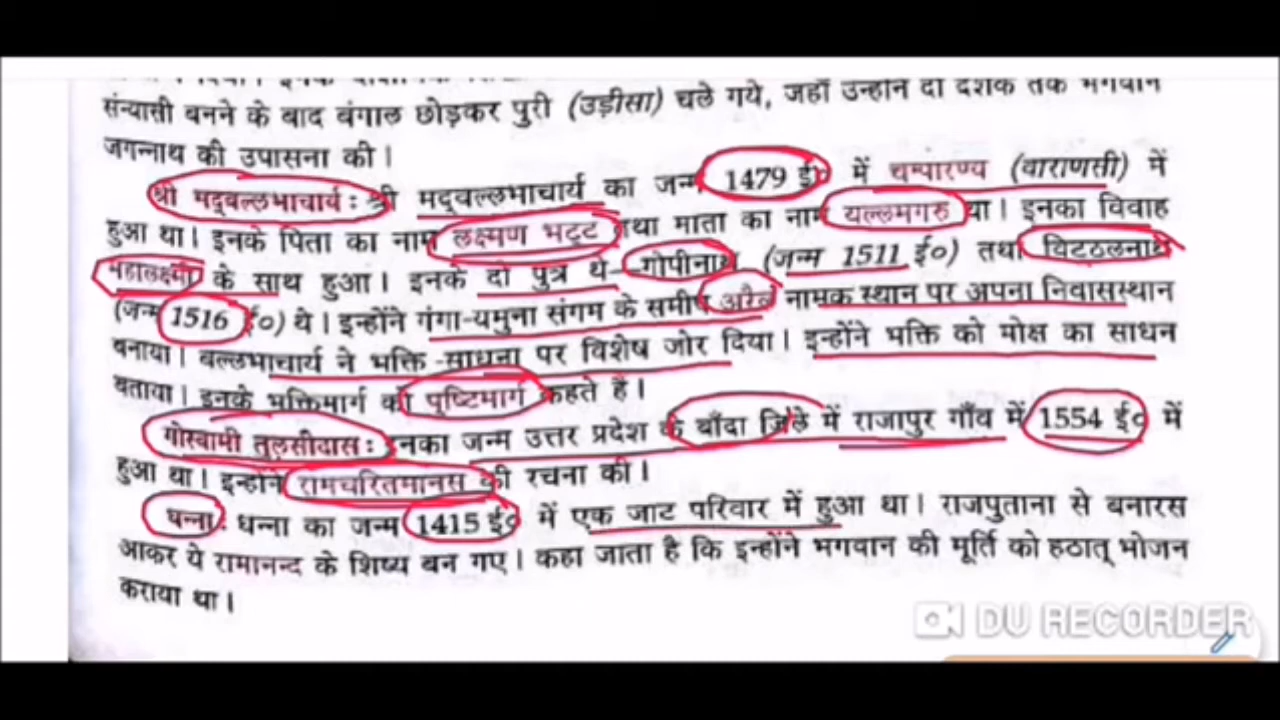 संन्यासी बनने के बाद बंगाल छोड़कर पुरी (उड़ीसा) चले गये, जहाँ उन्होंने दो दशक तक भगवान
जगन्नाथ की उपासना की।
श्री मद्वल्लभाचार्य : श्री मद्वल्लभाचार्य का जन्म 1479 ई० में चम्पारण्य (वाराणसी) में
हुआ था। इनके पिता का नाम लक्ष्मण भट्ट तथा माता का नाम यल्लमगरु था। इनका विवाह
महालक्ष्मी के साथ हुआ। इनके दो पुत्र थे- गोपीनाथ (जन्म 1511 ई०) तथा विट्ठलनाथ
(जन्म 1516 ई०) थे। इन्होंने गंगा-यमुना संगम के समीप अरैल नामक स्थान पर अपना निवासस्थान
बनाया। बल्लभाचार्य ने भक्ति -साधना पर विशेष जोर दिया। इन्होंने भक्ति को मोक्ष का साधन
बताया। इनके भक्तिमार्ग को पुष्टिमार्ग कहते हैं।
गोस्वामी तुलसीदास : इनका जन्म उत्तर प्रदेश के बाँदा जिले में राजापुर गाँव में 1554 ई० में
हुआ था। इन्होंने रामचरितमानस की रचना की।
धन्ना : धन्ना का जन्म 1415 ई० में एक जाट परिवार में हुआ था। राजपुताना से बनारस
आकर ये रामानन्द के शिष्य बन गए। कहा जाता है कि इन्होंने भगवान की मूर्ति को हठात् भोजन
कराया था।
DU RECORDER